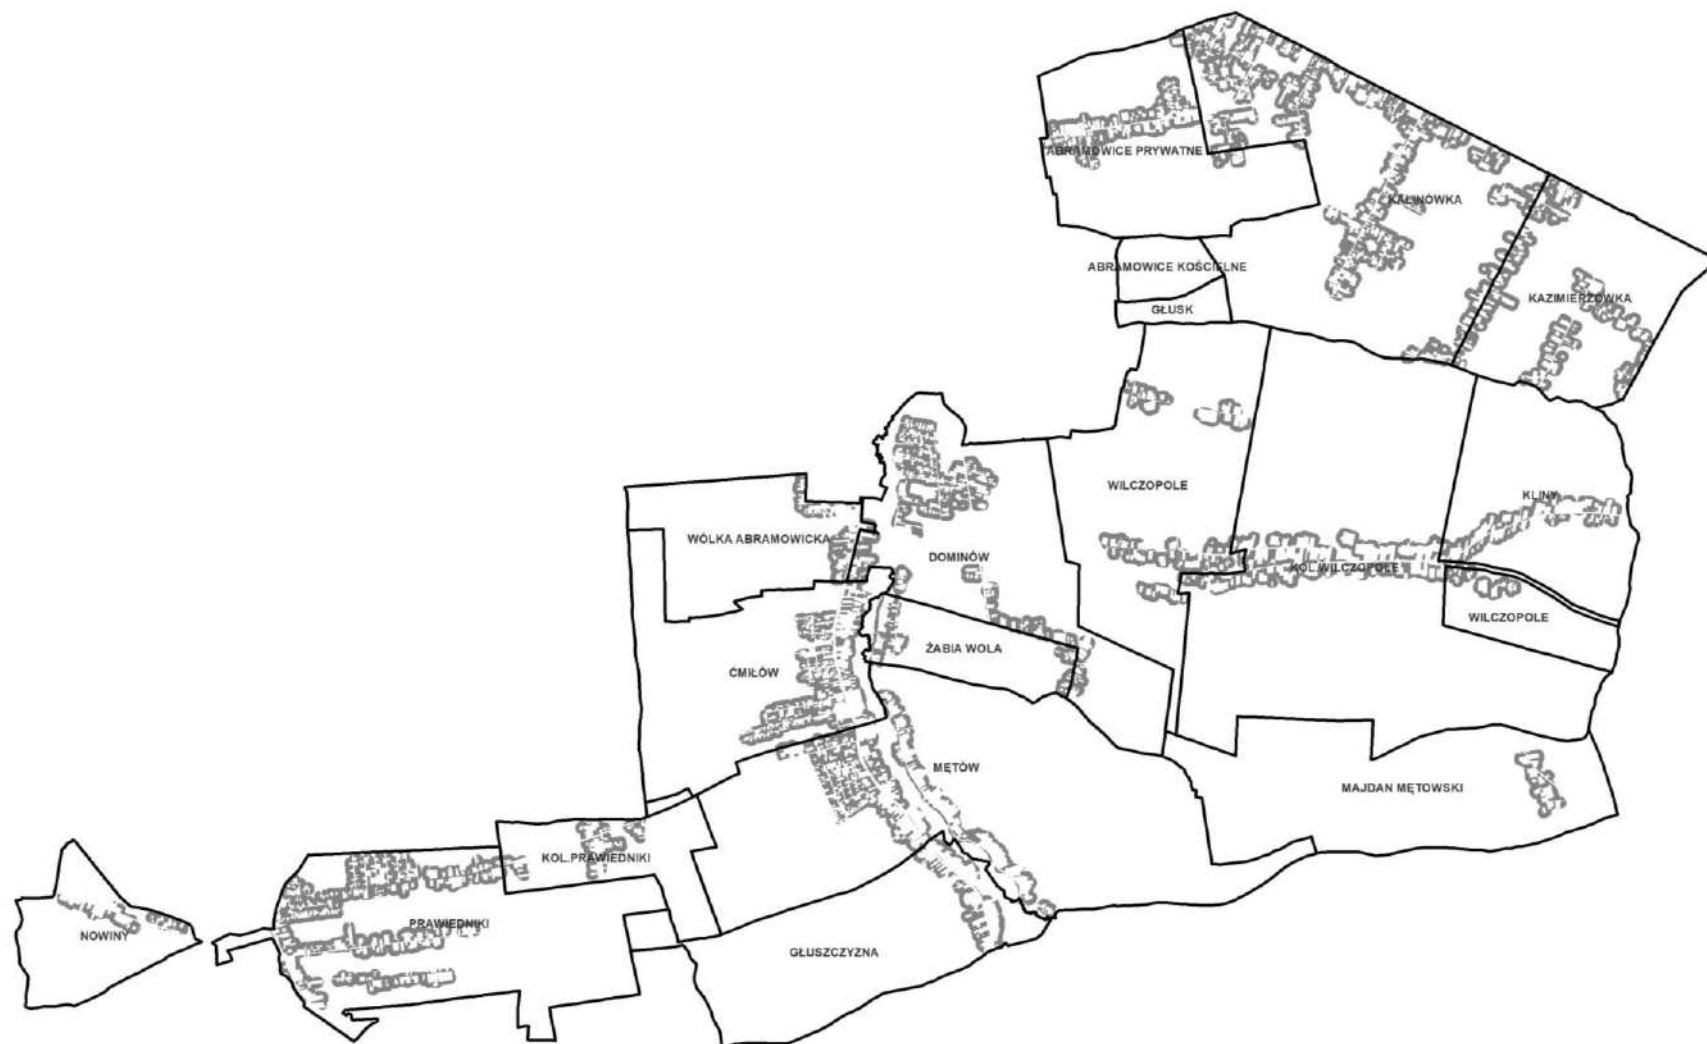 ABRAMOWICE PRYWATNE
KALINÓWKA
ABRAMOWICE KOŚCIELNE
KAZIMIERZÓWKA
GŁUSK
WILCZOPOLE
KLINY
WÓLKA ABRAMOWICKA
DOMINÓW
KOL.WILCZOPOLE
WILCZOPOLE
ŻABIA WOLA
ĆMIŁÓW
MĘTÓW
MAJDAN MĘTOWSKI
KOL.PRAWIEDNIKI
PRAWIEDNIKI
NOWINY
GŁUSZCZYZNA